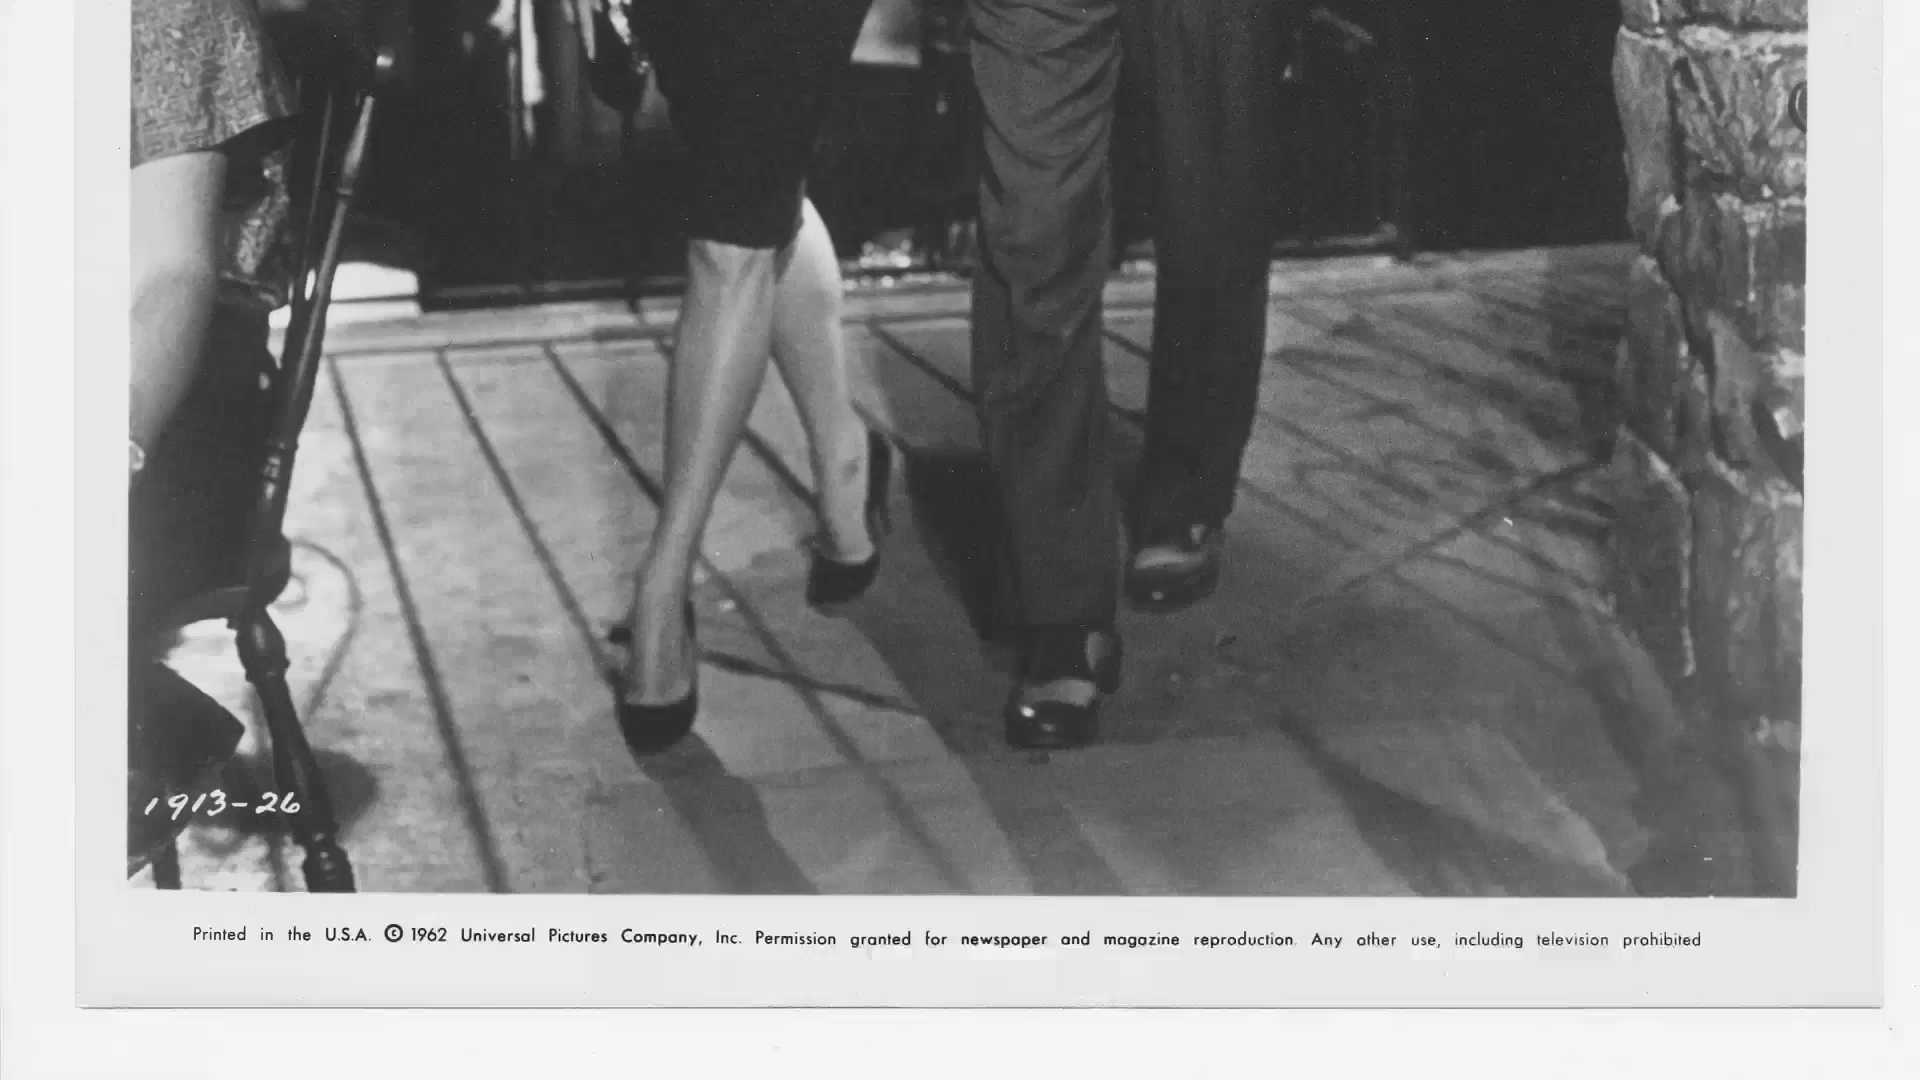 1913-26
Printed in the U.S.A. © 1962 Universal Pictures Company, Inc. Permission granted for newspaper and magazine reproduction. Any other use, including television prohibited